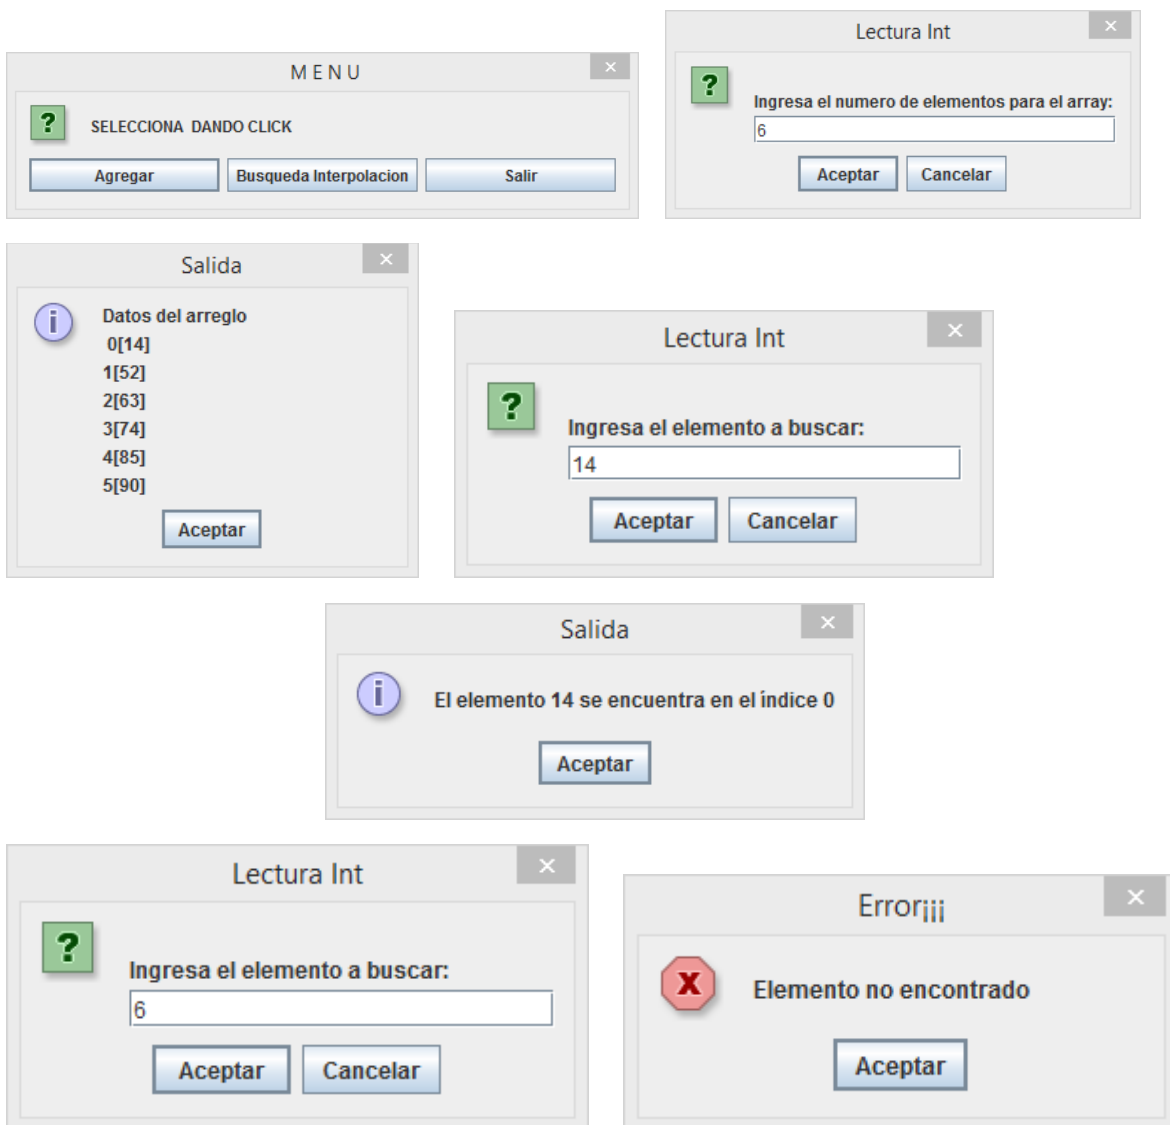 M E N U
SELECCIONA DANDO CLICK
Agregar Busqueda Interpolacion Salir
Lectura Int
Ingresa el numero de elementos para el array:
6
Aceptar Cancelar
Salida
Datos del arreglo
0[14]
1[52]
2[63]
3[74]
4[85]
5[90]
Aceptar
Lectura Int
Ingresa el elemento a buscar:
14
Aceptar Cancelar
Salida
El elemento 14 se encuentra en el índice 0
Aceptar
Lectura Int
Ingresa el elemento a buscar:
6
Aceptar Cancelar
Error¡¡¡
Elemento no encontrado
Aceptar